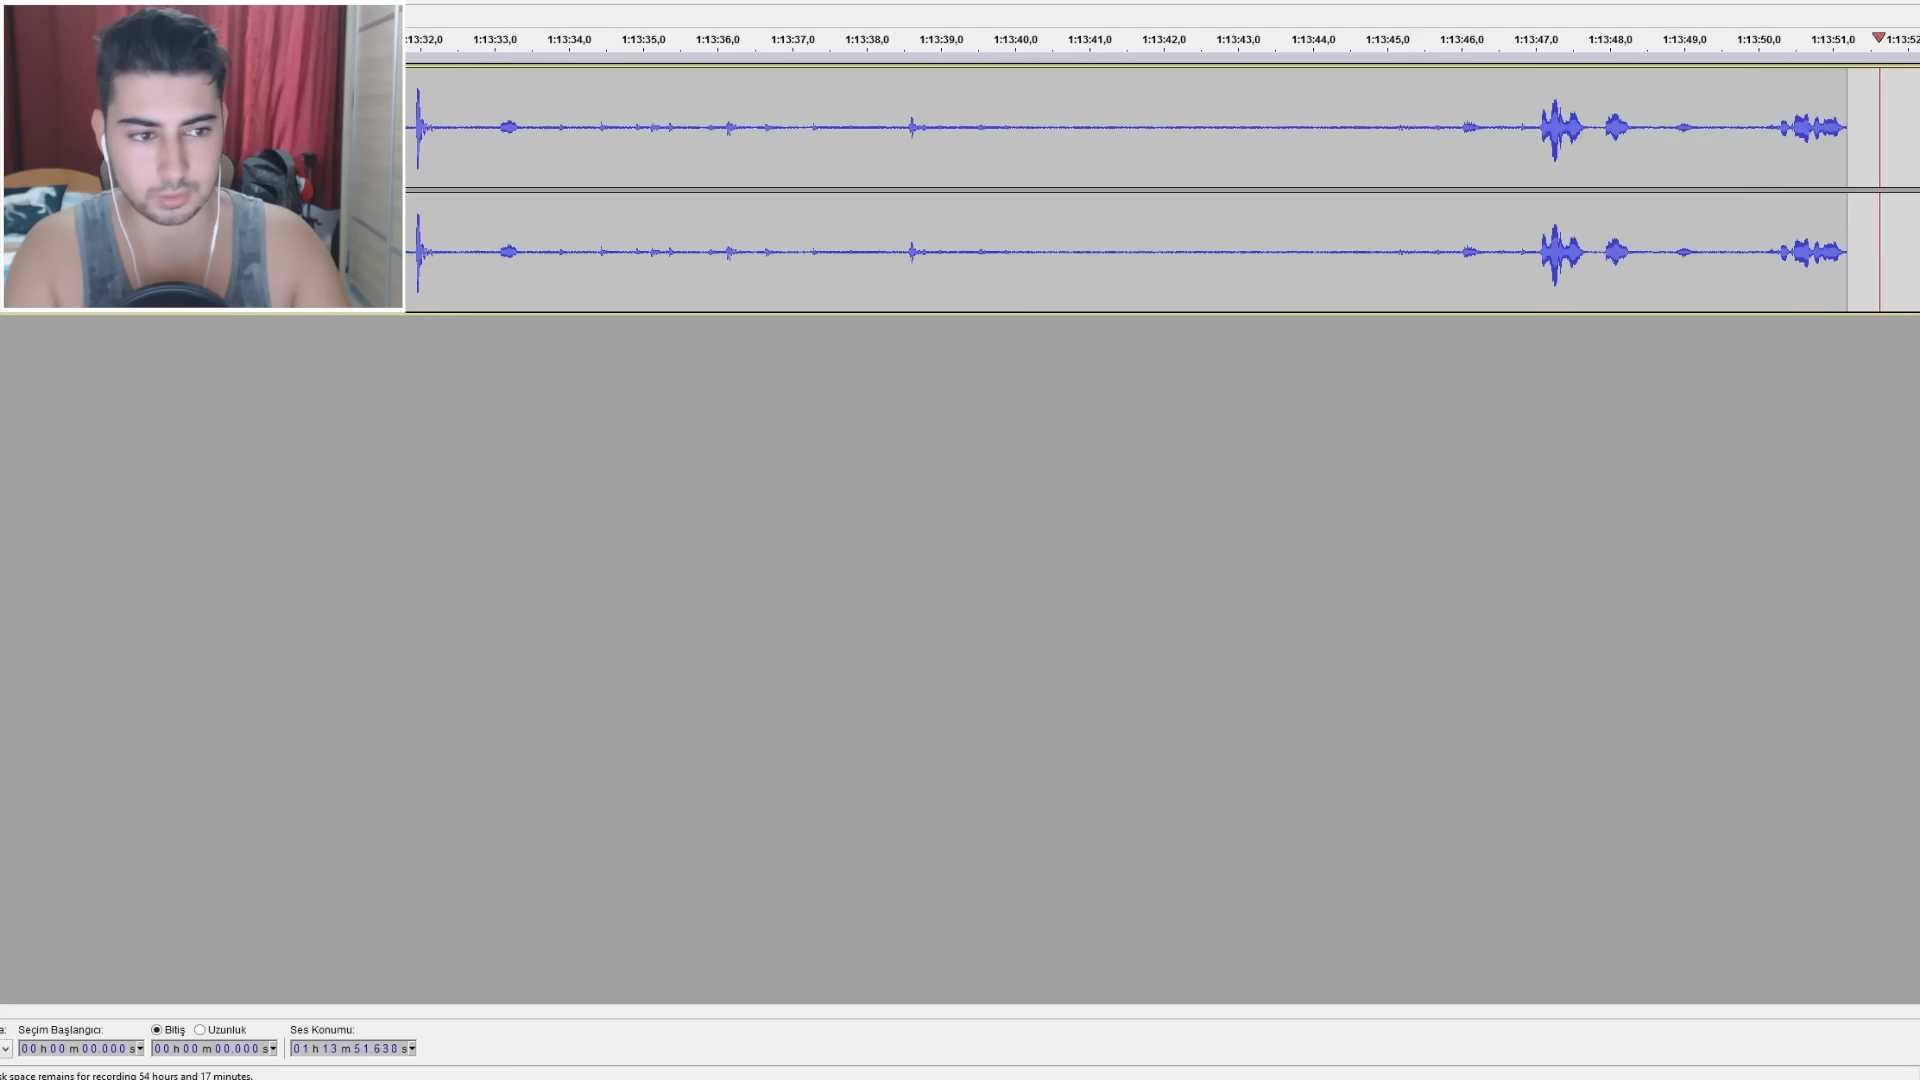 :13:32,0 1:13:33,0 1:13:34,0 1:13:35,0 1:13:36,0 1:13:37,0 1:13:38,0 1:13:39,0 1:13:40,0 1:13:41,0 1:13:42,0 1:13:43,0 1:13:44,0 1:13:45,0 1:13:46,0 1:13:47,0 1:13:48,0 1:13:49,0 1:13:50,0 1:13:51,0 1:13:52
a: Seçim Başlangıcı: Bitiş Uzunluk Ses Konumu:
00 h 00 m 00.000 s 00 h 00 m 00.000 s 01 h 13 m 51.630 s
sk space remains for recording 54 hours and 17 minutes.